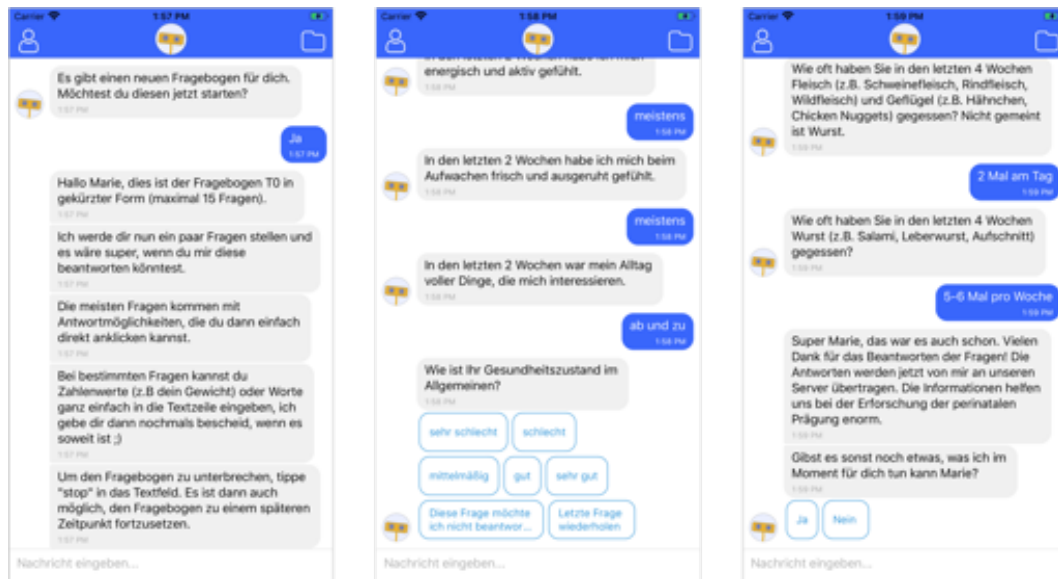 Carrier 1:57 PM
Es gibt einen neuen Fragebogen für dich.
Möchtest du diesen jetzt starten?
1:57 PM
Ja
1:57 PM
Hallo Marie, dies ist der Fragebogen T0 in
gekürzter Form (maximal 15 Fragen).
1:57 PM
Ich werde dir nun ein paar Fragen stellen und
es wäre super, wenn du mir diese
beantworten könntest.
1:57 PM
Die meisten Fragen kommen mit
Antwortmöglichkeiten, die du dann einfach
direkt anklicken kannst.
1:57 PM
Bei bestimmten Fragen kannst du
Zahlenwerte (z.B dein Gewicht) oder Worte
ganz einfach in die Textzeile eingeben, ich
gebe dir dann nochmals bescheid, wenn es
soweit ist ;)
1:57 PM
Um den Fragebogen zu unterbrechen, tippe
"stop" in das Textfeld. Es ist dann auch
möglich, den Fragebogen zu einem späteren
Zeitpunkt fortzusetzen.
1:57 PM
Nachricht eingeben...
Carrier 1:58 PM
In den letzten 2 Wochen habe ich mich
energisch und aktiv gefühlt.
1:58 PM
meistens
1:58 PM
In den letzten 2 Wochen habe ich mich beim
Aufwachen frisch und ausgeruht gefühlt.
1:58 PM
meistens
1:58 PM
In den letzten 2 Wochen war mein Alltag
voller Dinge, die mich interessieren.
1:58 PM
ab und zu
1:58 PM
Wie ist Ihr Gesundheitszustand im
Allgemeinen?
1:58 PM
sehr schlecht schlecht
mittelmäßig gut sehr gut
Diese Frage möchte
ich nicht beantwor...
Letzte Frage
wiederholen
Nachricht eingeben...
Carrier 1:59 PM
Wie oft haben Sie in den letzten 4 Wochen
Fleisch (z.B. Schweinefleisch, Rindfleisch,
Wildfleisch) und Geflügel (z.B. Hähnchen,
Chicken Nuggets) gegessen? Nicht gemeint
ist Wurst.
1:59 PM
2 Mal am Tag
1:59 PM
Wie oft haben Sie in den letzten 4 Wochen
Wurst (z.B. Salami, Leberwurst, Aufschnitt)
gegessen?
1:59 PM
5-6 Mal pro Woche
1:59 PM
Super Marie, das war es auch schon. Vielen
Dank für das Beantworten der Fragen! Die
Antworten werden jetzt von mir an unseren
Server übertragen. Die Informationen helfen
uns bei der Erforschung der perinatalen
Prägung enorm.
1:59 PM
Gibst es sonst noch etwas, was ich im
Moment für dich tun kann Marie?
1:59 PM
Ja Nein
Nachricht eingeben...